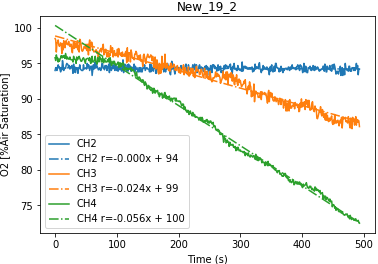 New_19_2
O2 [%Air Saturation]
100
95
90
85
80
75
CH2
CH2 r=-0.000x + 94
CH3
CH3 r=-0.024x + 99
CH4
CH4 r=-0.056x + 100
0
100
200
300
400
500
Time (s)